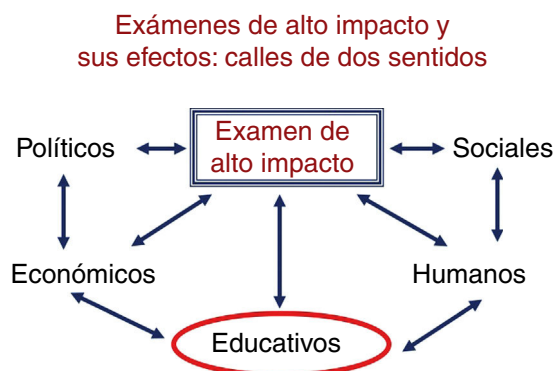 Exámenes de alto impacto y
sus efectos: calles de dos sentidos
Examen de
alto impacto
Políticos
Sociales
Económicos
Humanos
Educativos